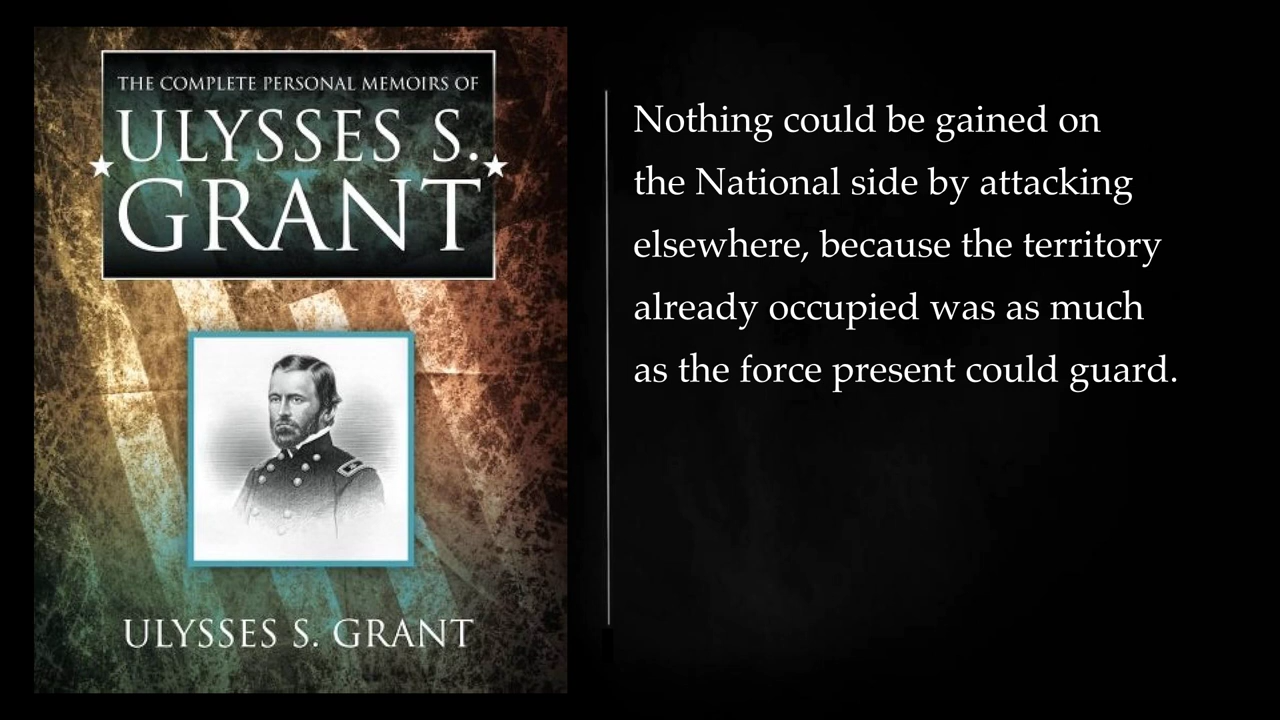 THE COMPLETE PERSONAL MEMOIRS OF
ULYSSES S.
GRANT
ULYSSES S. GRANT
Nothing could be gained on
the National side by attacking
elsewhere, because the territory
already occupied was as much
as the force present could guard.